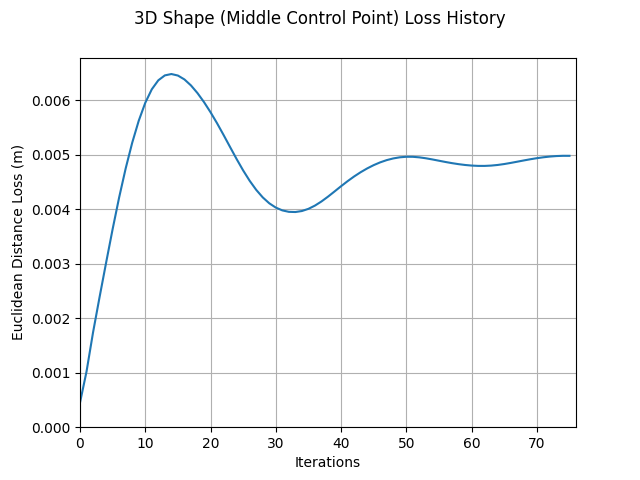 3D Shape (Middle Control Point) Loss History
Euclidean Distance Loss (m)
0.006
0.005
0.004
0.003
0.002
0.001
0.000
0 10 20 30 40 50 60 70
Iterations